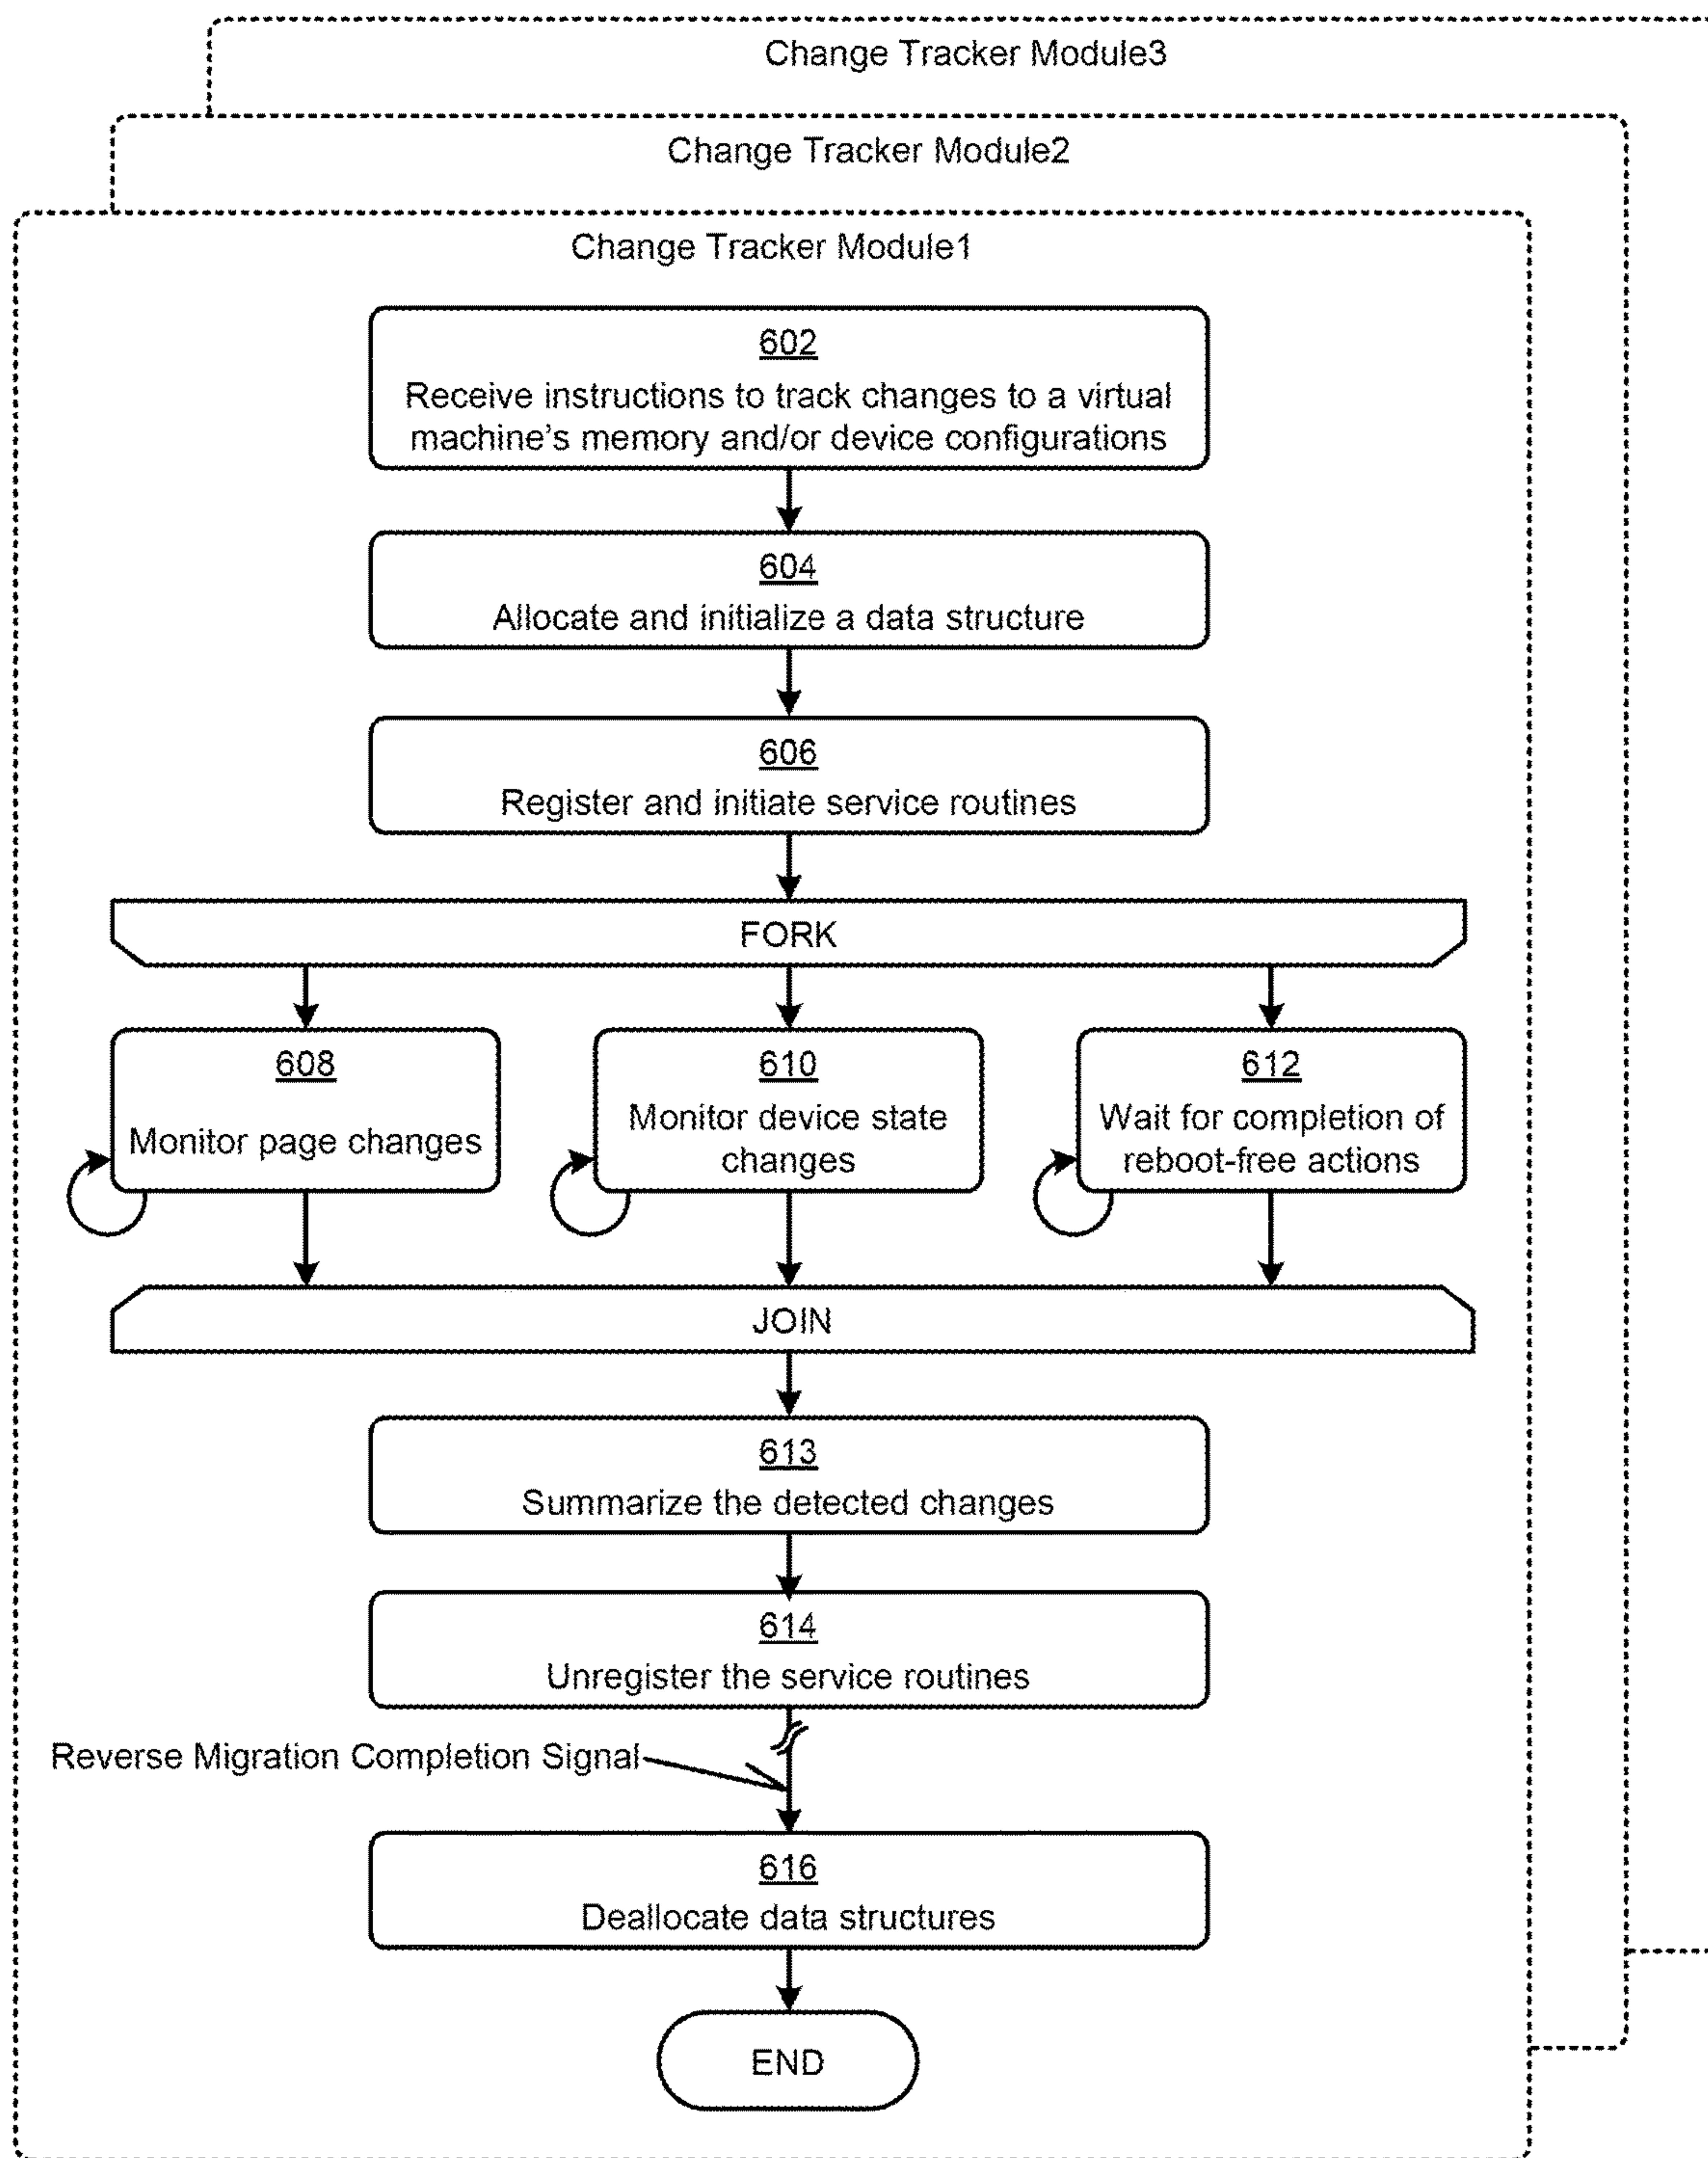 Change Tracker Module3
Change Tracker Module2
Change Tracker Module1
602
Receive instructions to track changes to a virtual
machine's memory and/or device configurations
604
Allocate and initialize a data structure
606
Register and initiate service routines
FORK
608
Monitor page changes
610
Monitor device state
changes
612
Wait for completion of
reboot-free actions
JOIN
613
Summarize the detected changes
614
Unregister the service routines
Reverse Migration Completion Signal
616
Deallocate data structures
END